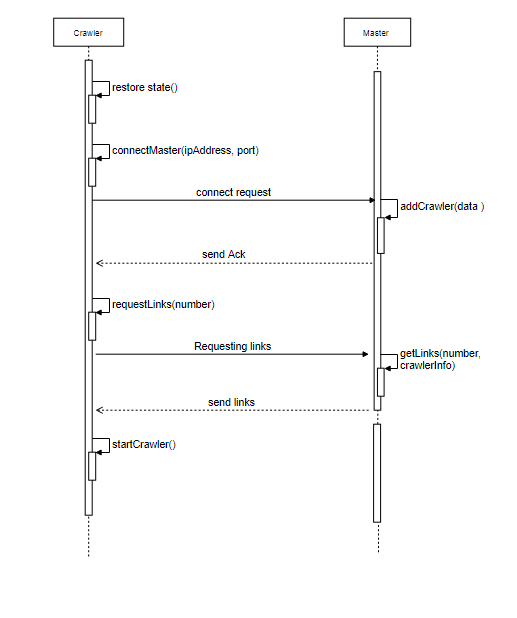 Crawler
Master
restore state()
connectMaster(ipAddress, port)
connect request
addCrawler(data )
send Ack
requestLinks(number)
Requesting links
getLinks(number,
crawlerInfo)
send links
startCrawler()